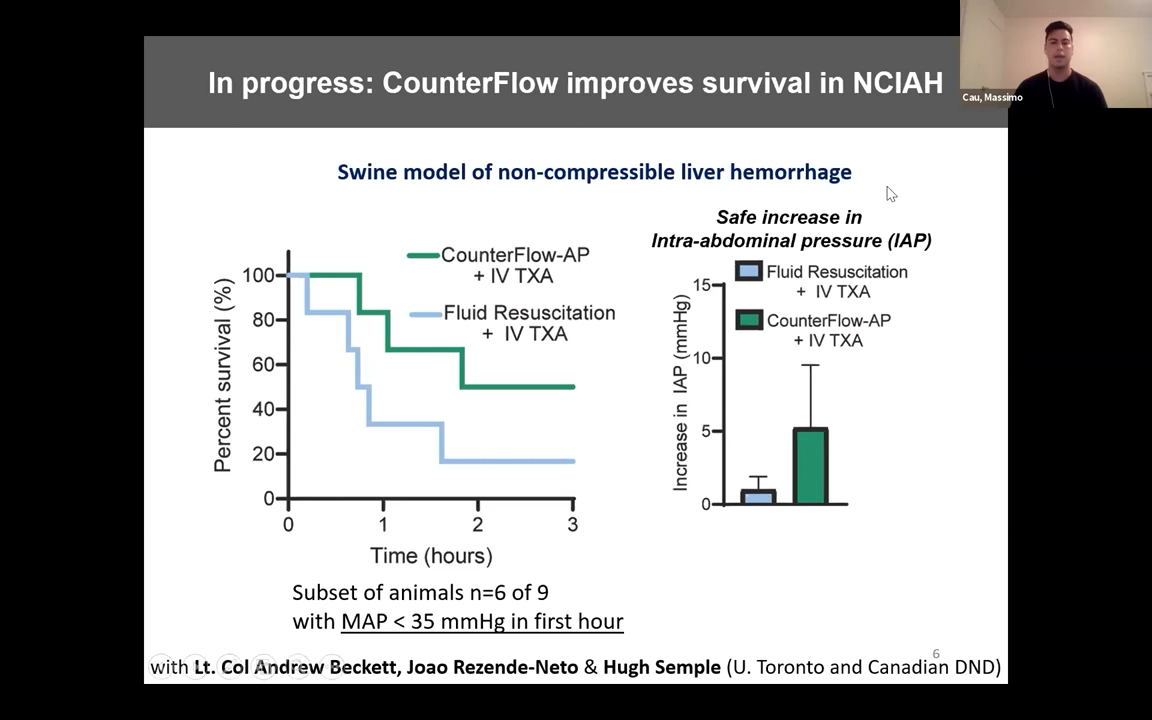 In progress: CounterFlow improves survival in NCIAH
Cau, Massimo
Swine model of non-compressible liver hemorrhage
Safe increase in
Intra-abdominal pressure (IAP)
CounterFlow-AP
+ IV TXA
Fluid Resuscitation
+ IV TXA
Percent survival (%)
100
80
60
40
20
0
0 1 2 3
Time (hours)
Fluid Resuscitation
+ IV TXA
CounterFlow-AP
+ IV TXA
Increase in IAP (mmHg)
15
10
5
0
Subset of animals n=6 of 9
with MAP < 35 mmHg in first hour
6
with Lt. Col Andrew Beckett, Joao Rezende-Neto & Hugh Semple (U. Toronto and Canadian DND)